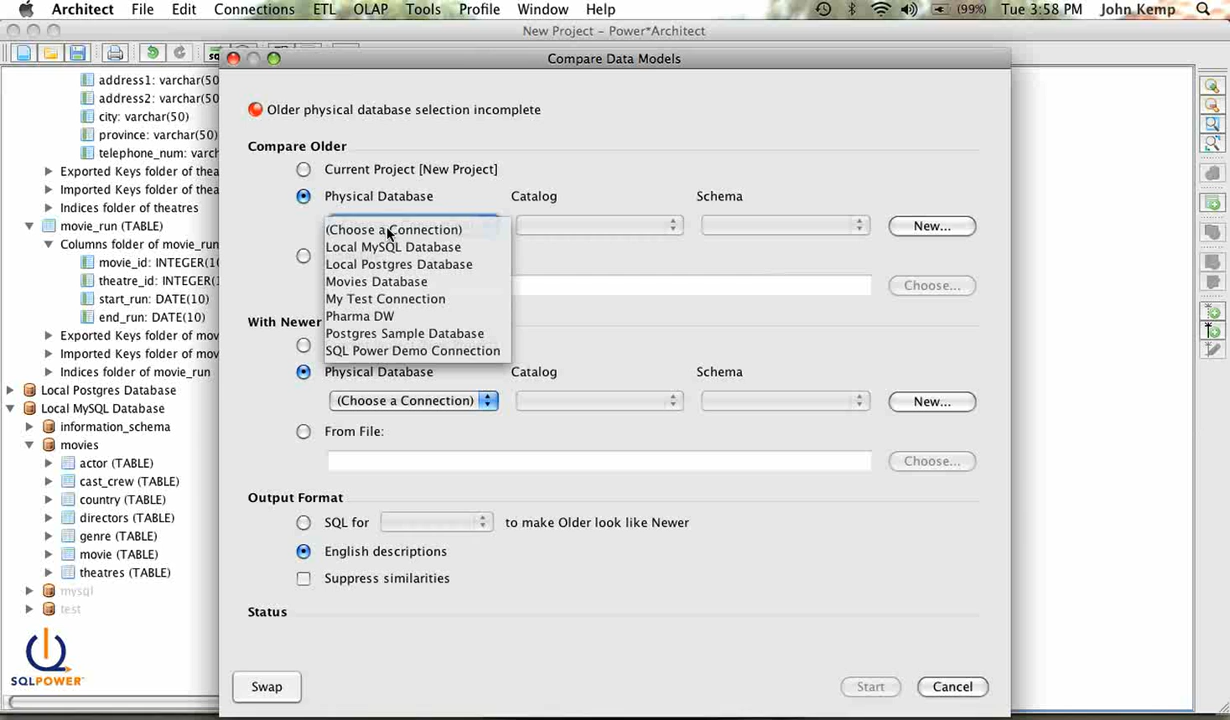 Architect File Edit Connections ETL OLAP Tools Profile Window Help (99%) Tue 3:58 PM John Kemp
New Project – Power*Architect
Compare Data Models
address1: varchar(50
address2: varchar(50
city: varchar(50)
province: varchar(50)
telephone_num: varch
Exported Keys folder of thea
Imported Keys folder of thea
Indices folder of theatres
movie_run (TABLE)
Columns folder of movie_run
movie_id: INTEGER(10
theatre_id: INTEGER(1
start_run: DATE(10)
end_run: DATE(10)
Exported Keys folder of mov
Imported Keys folder of mov
Indices folder of movie_run
Local Postgres Database
Local MySQL Database
information_schema
movies
actor (TABLE)
cast_crew (TABLE)
country (TABLE)
directors (TABLE)
genre (TABLE)
movie (TABLE)
theatres (TABLE)
mysql
test
SQLPOWER
Older physical database selection incomplete
Compare Older
Current Project [New Project]
Physical Database Catalog Schema
New...
(Choose a Connection)
Local MySQL Database
Local Postgres Database
Movies Database
My Test Connection
Pharma DW
Postgres Sample Database
SQL Power Demo Connection
Choose...
With Newer
Physical Database Catalog Schema
(Choose a Connection) New...
From File:
Choose...
Output Format
SQL for to make Older look like Newer
English descriptions
Suppress similarities
Status
Swap Start Cancel